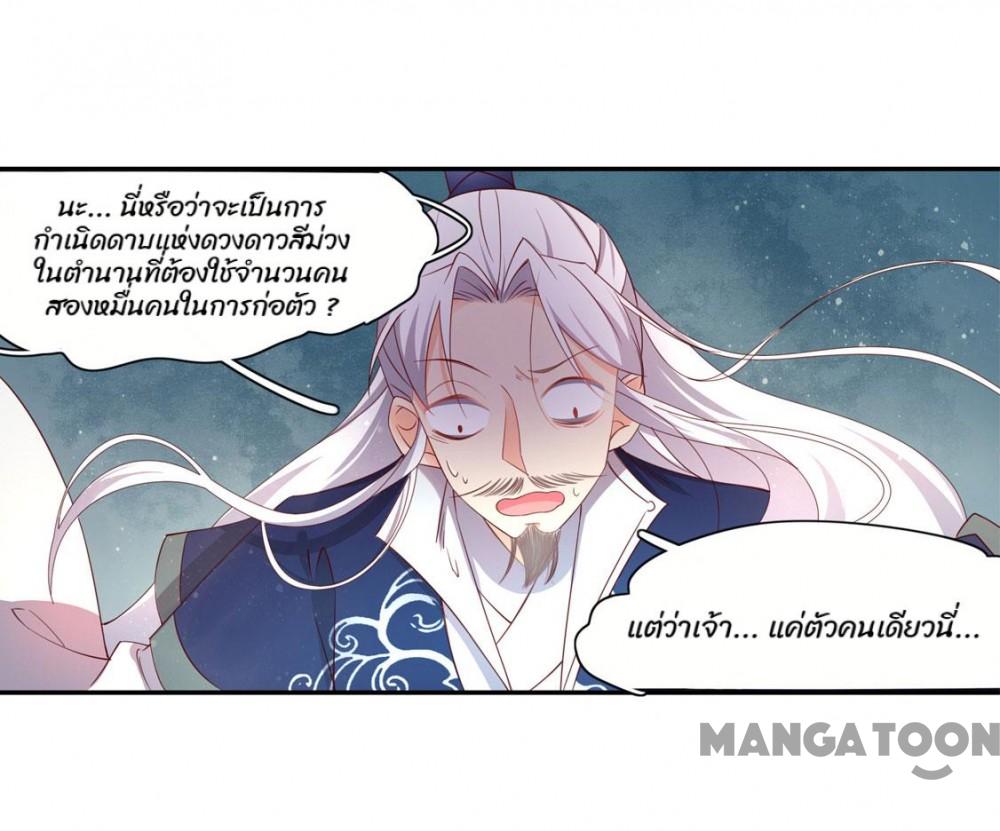 นะ... นี่หรือว่าจะเป็นการ
กำเนิดดาบแห่งดวงดาวสีม่วง
ในตำนานที่ต้องใช้จำนวนคน
สองหมื่นคนในการก่อตัว ?
แต่ว่าเจ้า... แค่ตัวคนเดียวนี่...
MANGATOON